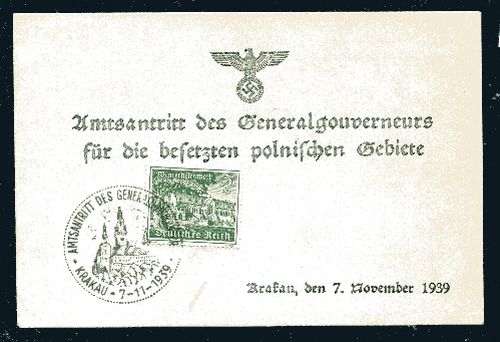 Amtsantritt des Generalgouverneurs
für die besetzten polnischen Gebiete
Winterhilfswerk
Deutsches Reich
AMTSANTRITT DES GENER
KRAKAU • 7-11-1939
Krakau, den 7. November 1939